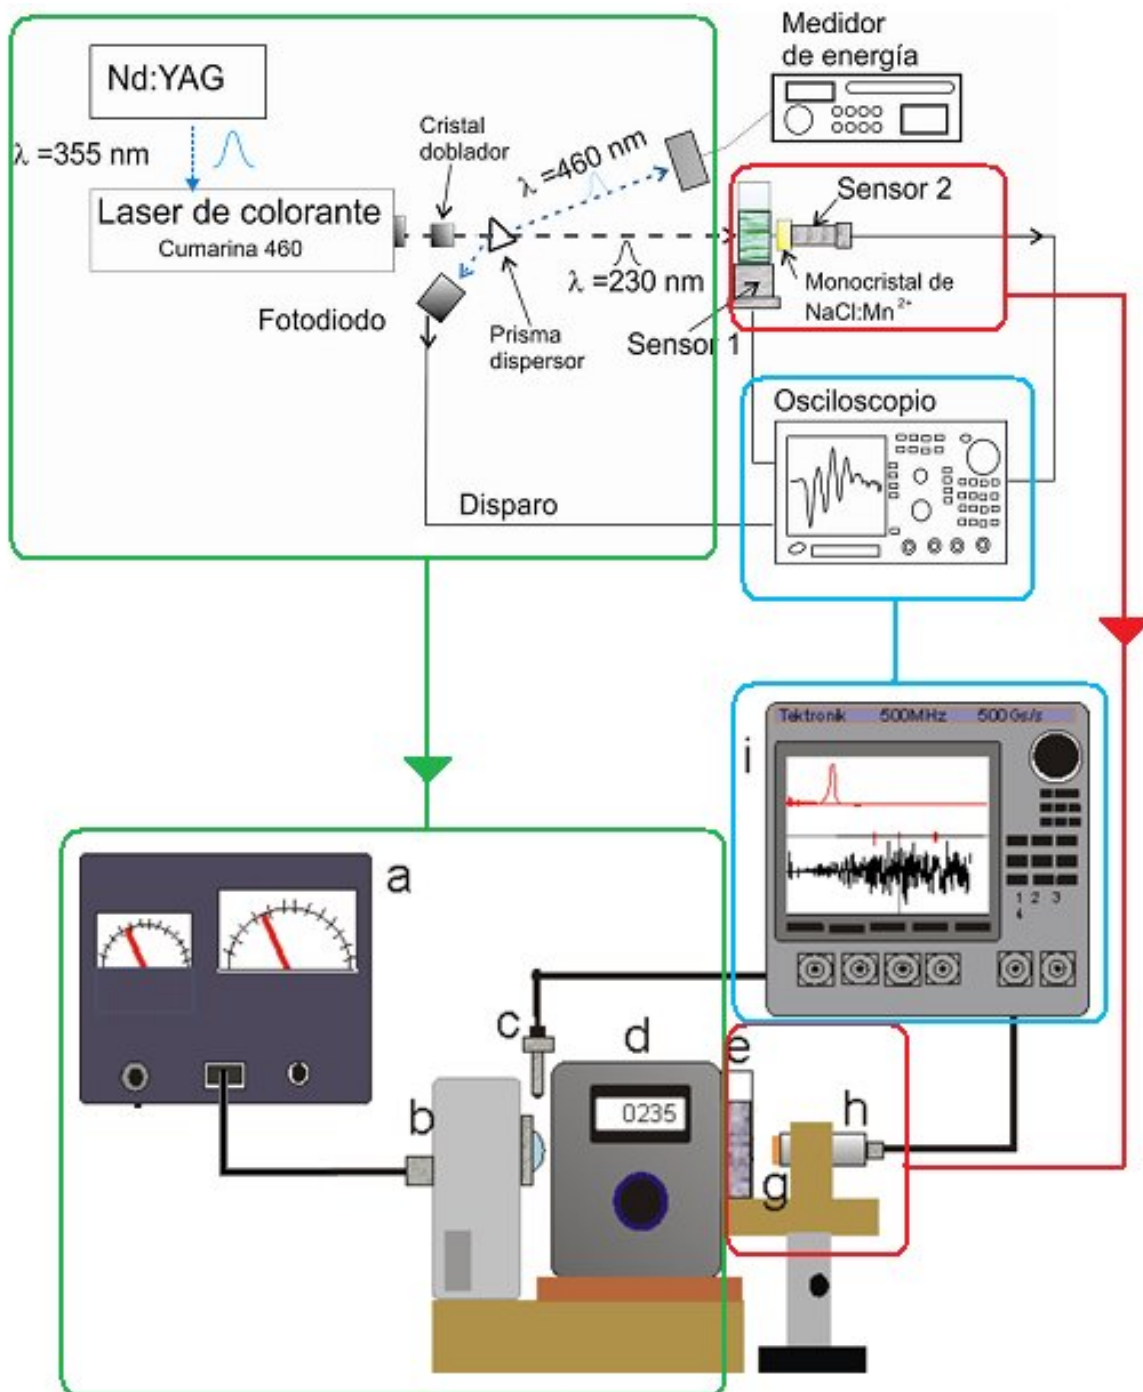 Medidor
de energía
Nd:YAG
λ =355 nm
Cristal
doblador
λ =460 nm
Laser de colorante
Cumarina 460
Sensor 2
λ =230 nm
Monocristal de
NaCl:Mn²⁺
Fotodiodo
Prisma
dispersor
Sensor 1
Osciloscopio
Disparo
Tektronik 500MHz 500Gs/s
i
1 2 3
4
a
c
d
e
0235
b
h
g